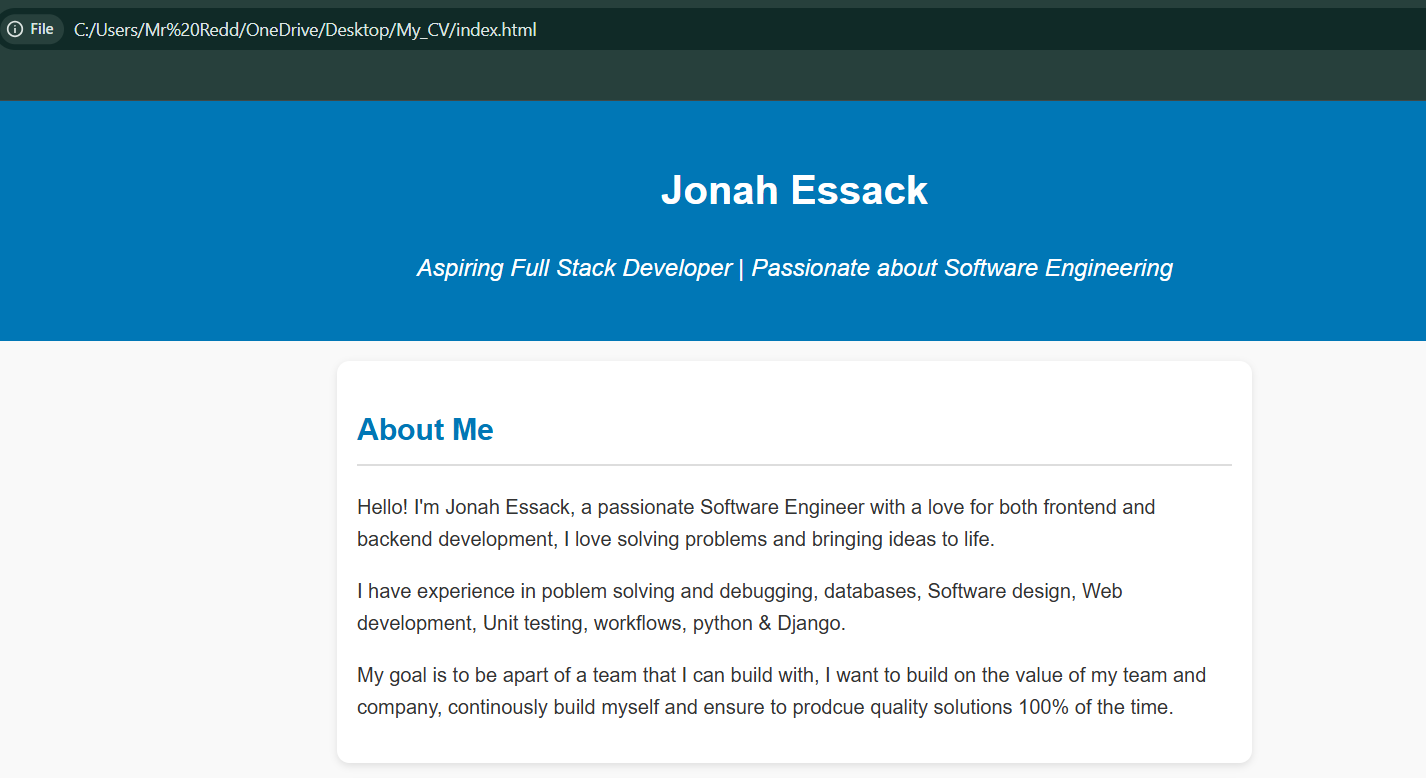 File C:/Users/Mr%20Redd/OneDrive/Desktop/My_CV/index.html
Jonah Essack
Aspiring Full Stack Developer | Passionate about Software Engineering
About Me
Hello! I'm Jonah Essack, a passionate Software Engineer with a love for both frontend and
backend development, I love solving problems and bringing ideas to life.
I have experience in poblem solving and debugging, databases, Software design, Web
development, Unit testing, workflows, python & Django.
My goal is to be apart of a team that I can build with, I want to build on the value of my team and
company, continously build myself and ensure to prodcue quality solutions 100% of the time.